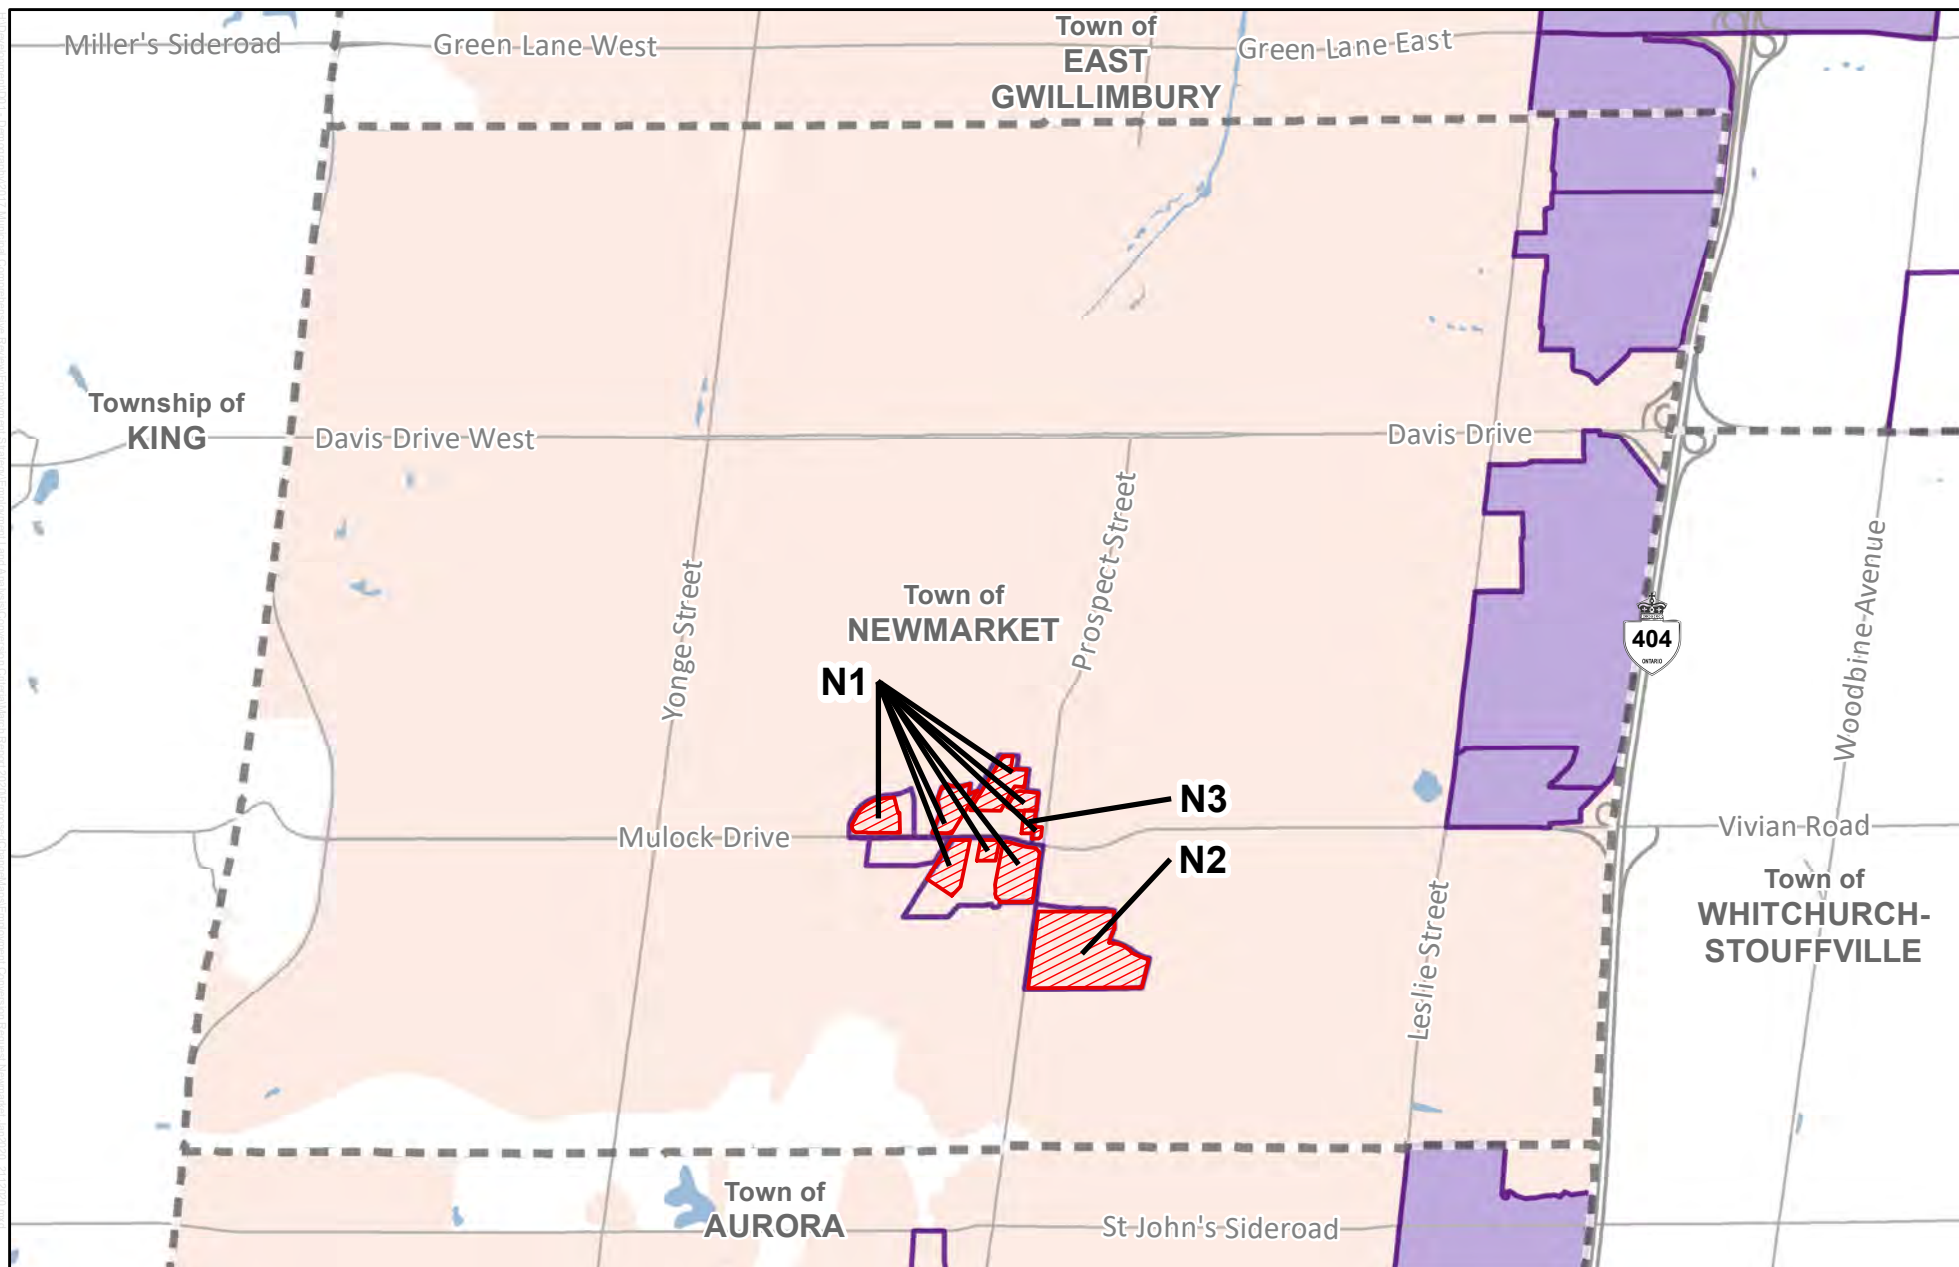 Miller's Sideroad
Green Lane West
Town of
EAST
GWILLIMBURY
Green Lane East
Township of
KING
Davis Drive West
Davis Drive
Prospect Street
Yonge Street
Town of
NEWMARKET
404
ONTARIO
Woodbine Avenue
N1
N3
N2
Mulock Drive
Vivian Road
Leslie Street
Town of
WHITCHURCH-
STOUFFVILLE
Town of
AURORA
St John's Sideroad